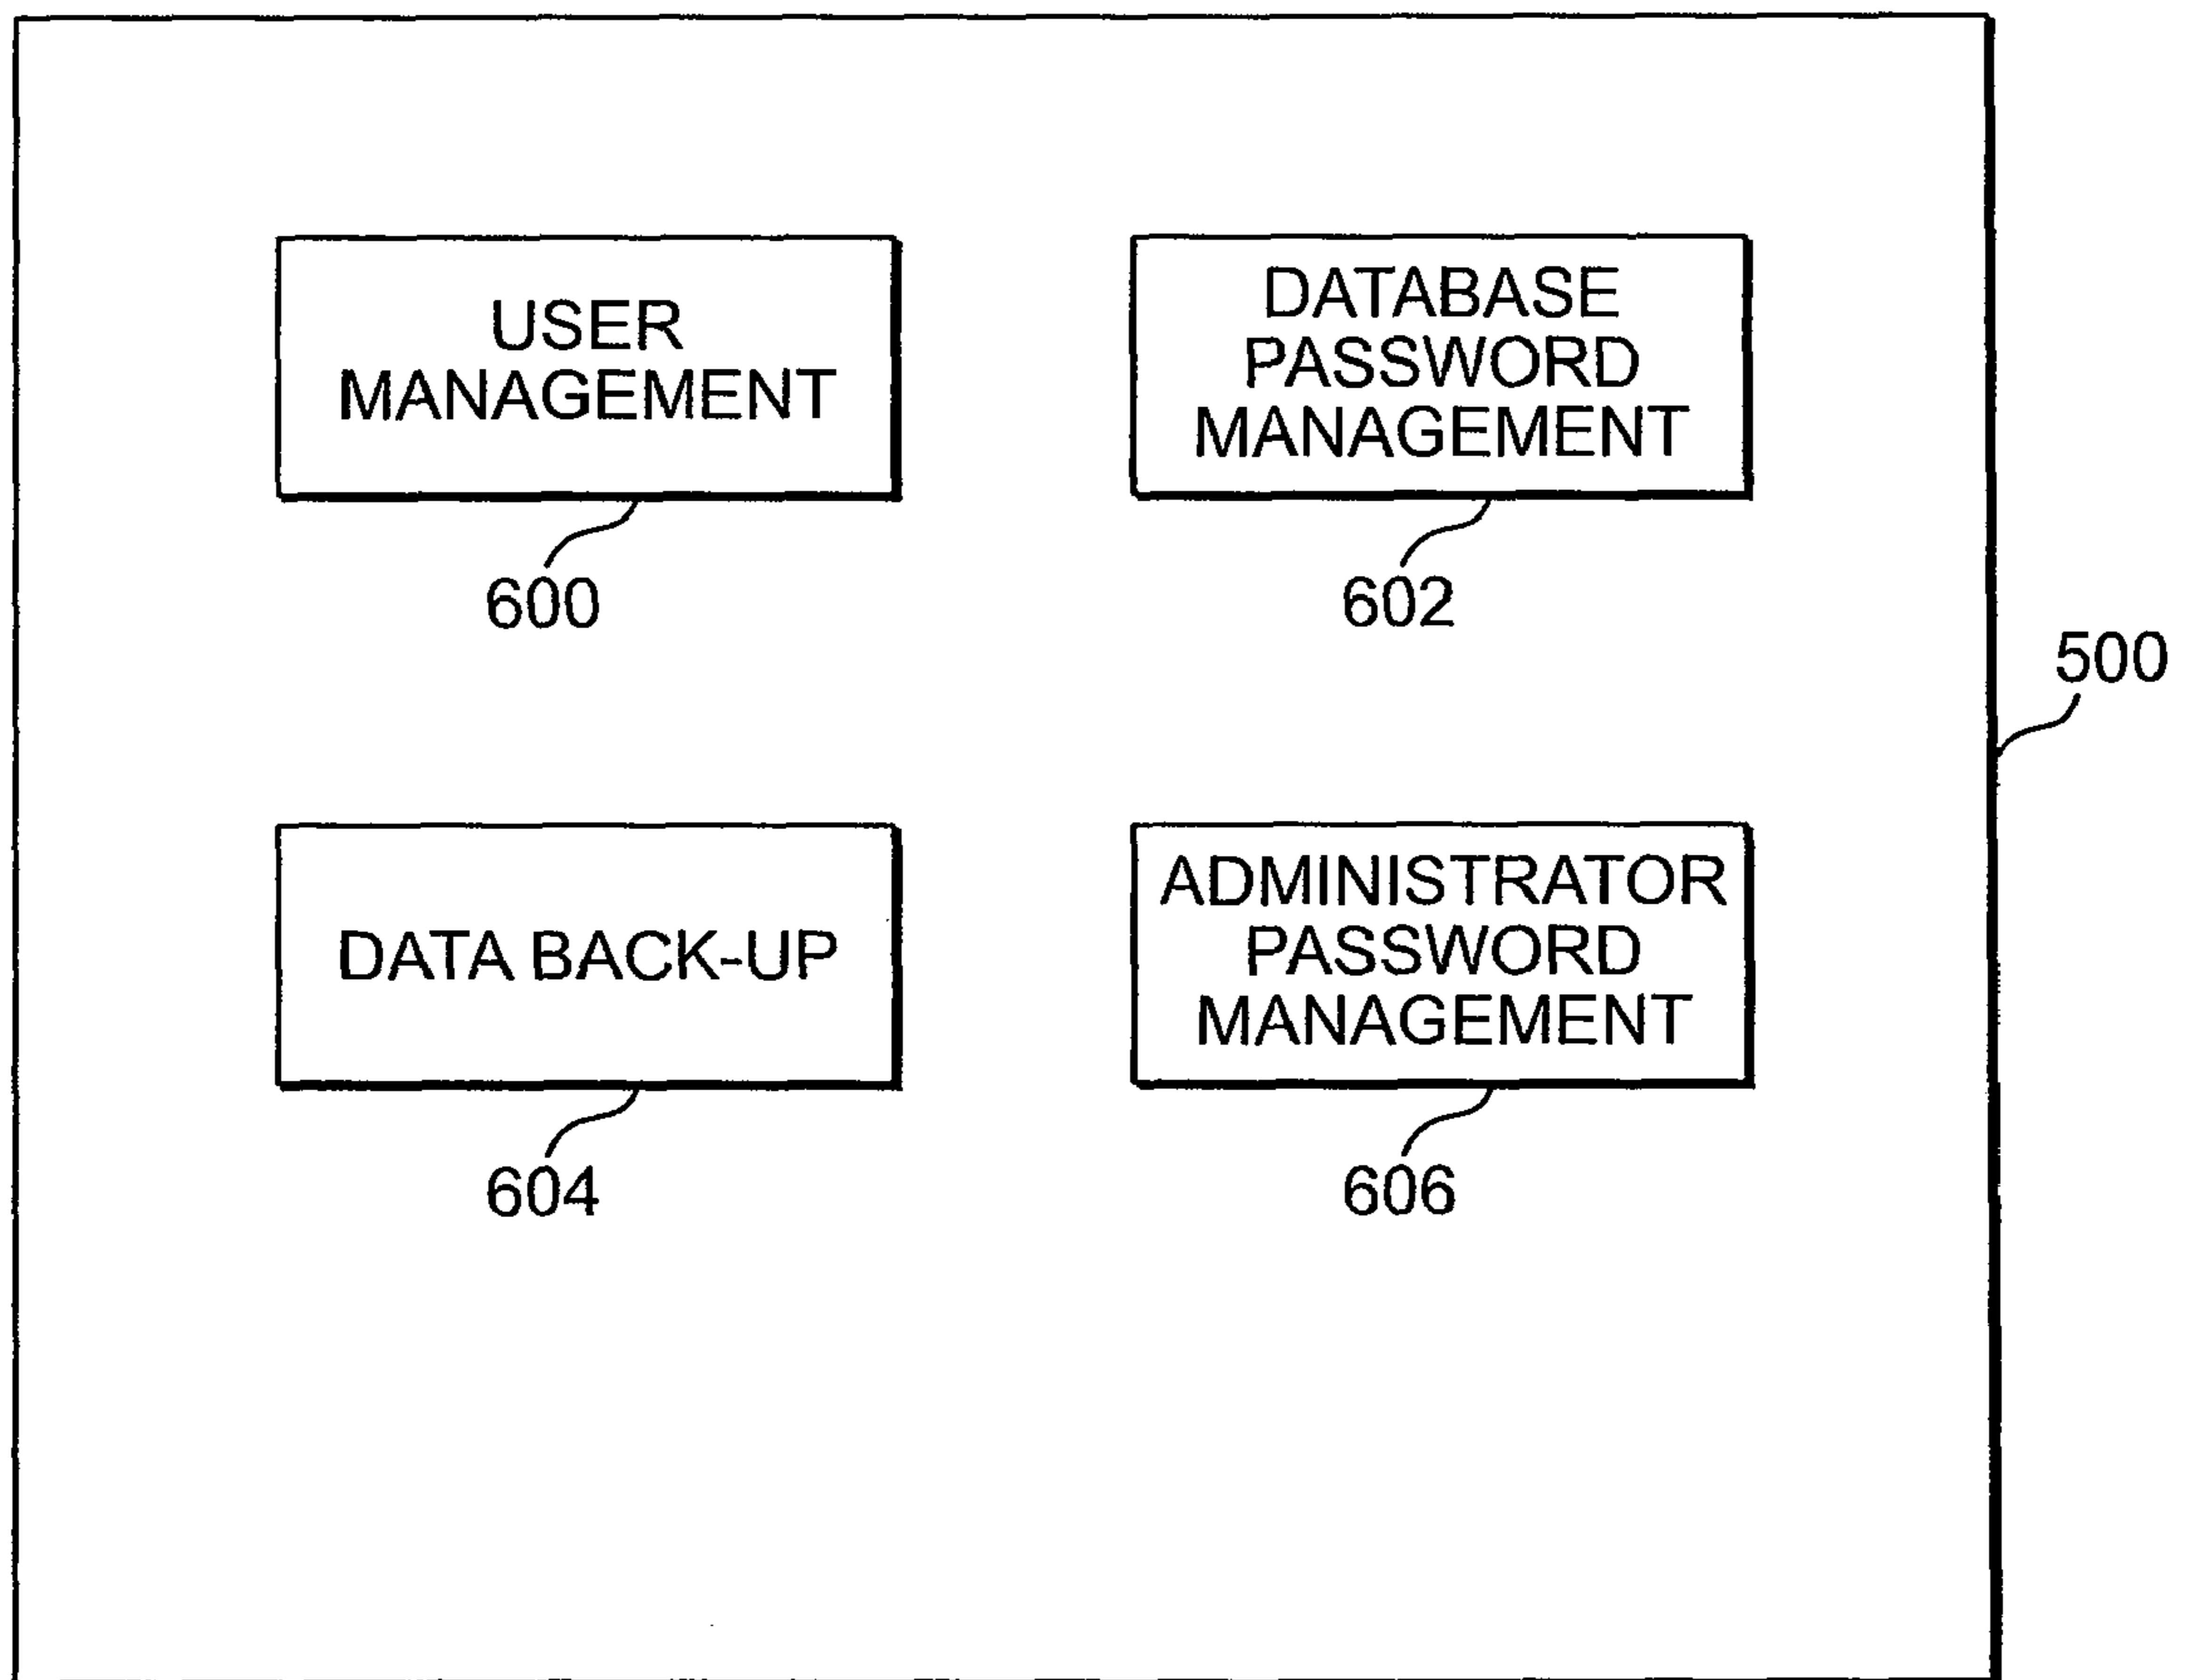 USER
MANAGEMENT
600
DATABASE
PASSWORD
MANAGEMENT
602
500
DATA BACK-UP
604
ADMINISTRATOR
PASSWORD
MANAGEMENT
606